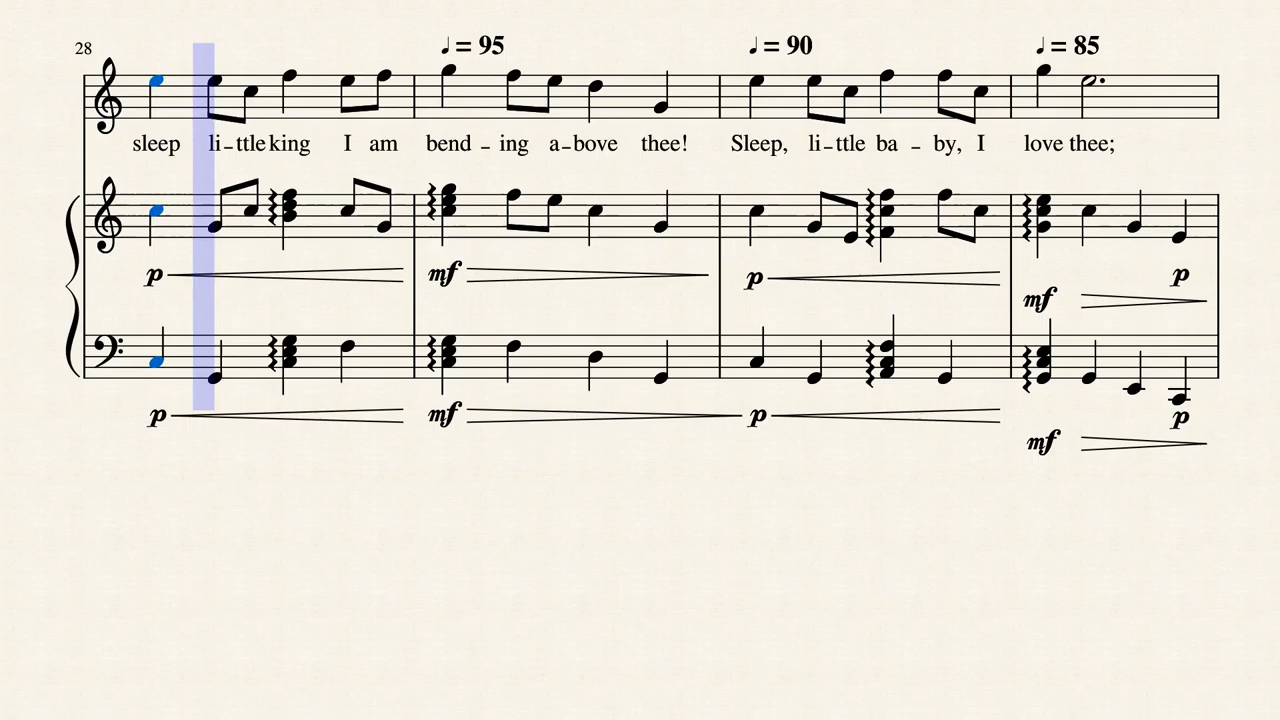 28
♩ = 95 ♩ = 90 ♩ = 85
sleep li-ttle king I am bend - ing a-bove thee! Sleep, li-ttle ba - by, I love thee;
p mf p p
mf
p mf p p
mf